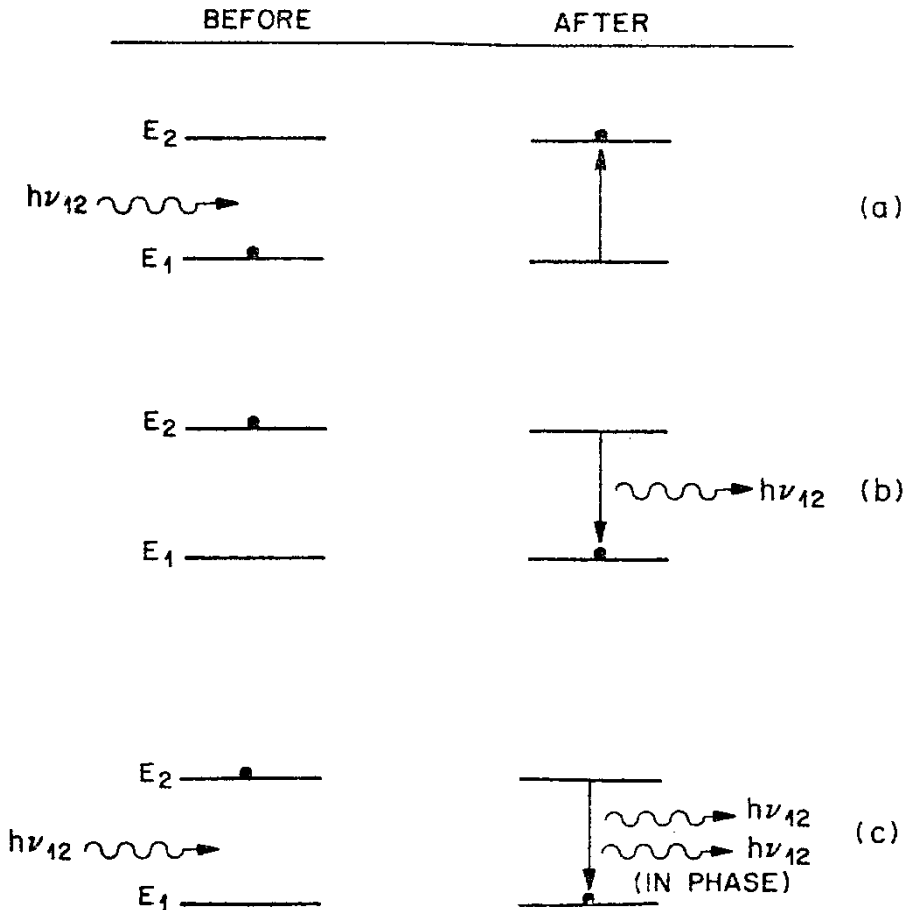 BEFORE AFTER
E2
hν12
E1
(a)
E2
hν12 (b)
E1
E2
hν12
hν12
hν12
(c)
(IN PHASE)
E1